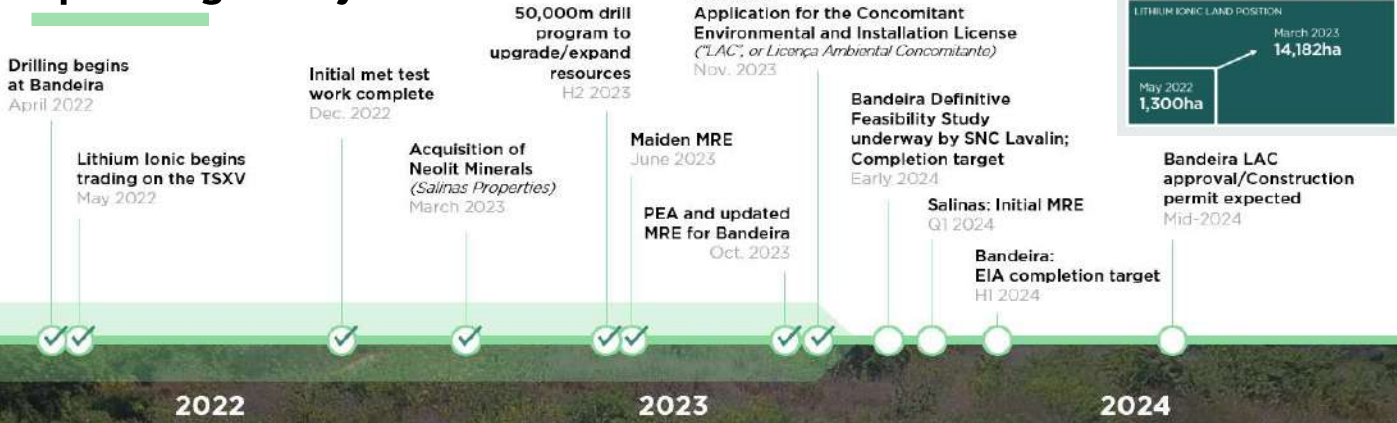 Drilling begins
at Bandeira
April 2022
Lithium Ionic begins
trading on the TSXV
May 2022
Initial met test
work complete
Dec. 2022
Acquisition of
Neolit Minerals
(Salinas Properties)
March 2023
50,000m drill
program to
upgrade/expand
resources
H2 2023
Maiden MRE
June 2023
PEA and updated
MRE for Bandeira
Oct. 2023
Application for the Concomitant
Environmental and Installation License
("LAC", or Licença Ambiental Concomitante)
Nov. 2023
Bandeira Definitive
Feasibility Study
underway by SNC Lavalin;
Completion target
Early 2024
Salinas: Initial MRE
Q1 2024
Bandeira:
EIA completion target
H1 2024
Bandeira LAC
approval/Construction
permit expected
Mid-2024
LITHIUM IONIC LAND POSITION
March 2023
14,182ha
May 2022
1,300ha
2022
2023
2024